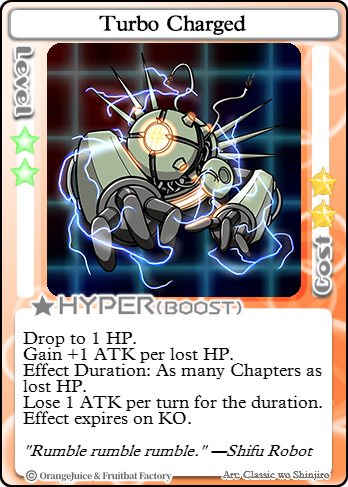 Turbo Charged
Level
Cost
HYPER(BOOST)
Drop to 1 HP.
Gain +1 ATK per lost HP.
Effect Duration: As many Chapters as
lost HP.
Lose 1 ATK per turn for the duration.
Effect expires on KO.
"Rumble rumble rumble." —Shifu Robot
© OrangeJuice & Fruitbat Factory
Art: Classic wo Shinjiro